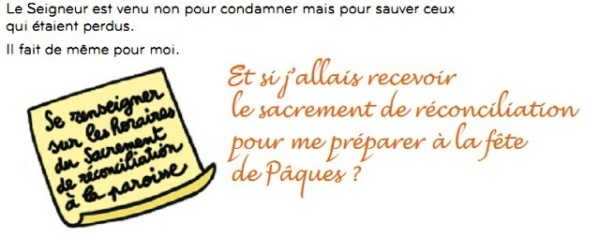 Le Seigneur est venu non pour condamner mais pour sauver ceux
qui étaient perdus.
Il fait de même pour moi.
Se renseigner
sur les horaires
du Sacrement
de réconciliation
à la paroisse
Et si j'allais recevoir
le sacrement de réconciliation
pour me préparer à la fête
de Pâques ?